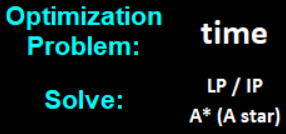 Optimization
Problem:
time
Solve:
LP / IP
A* (A star)